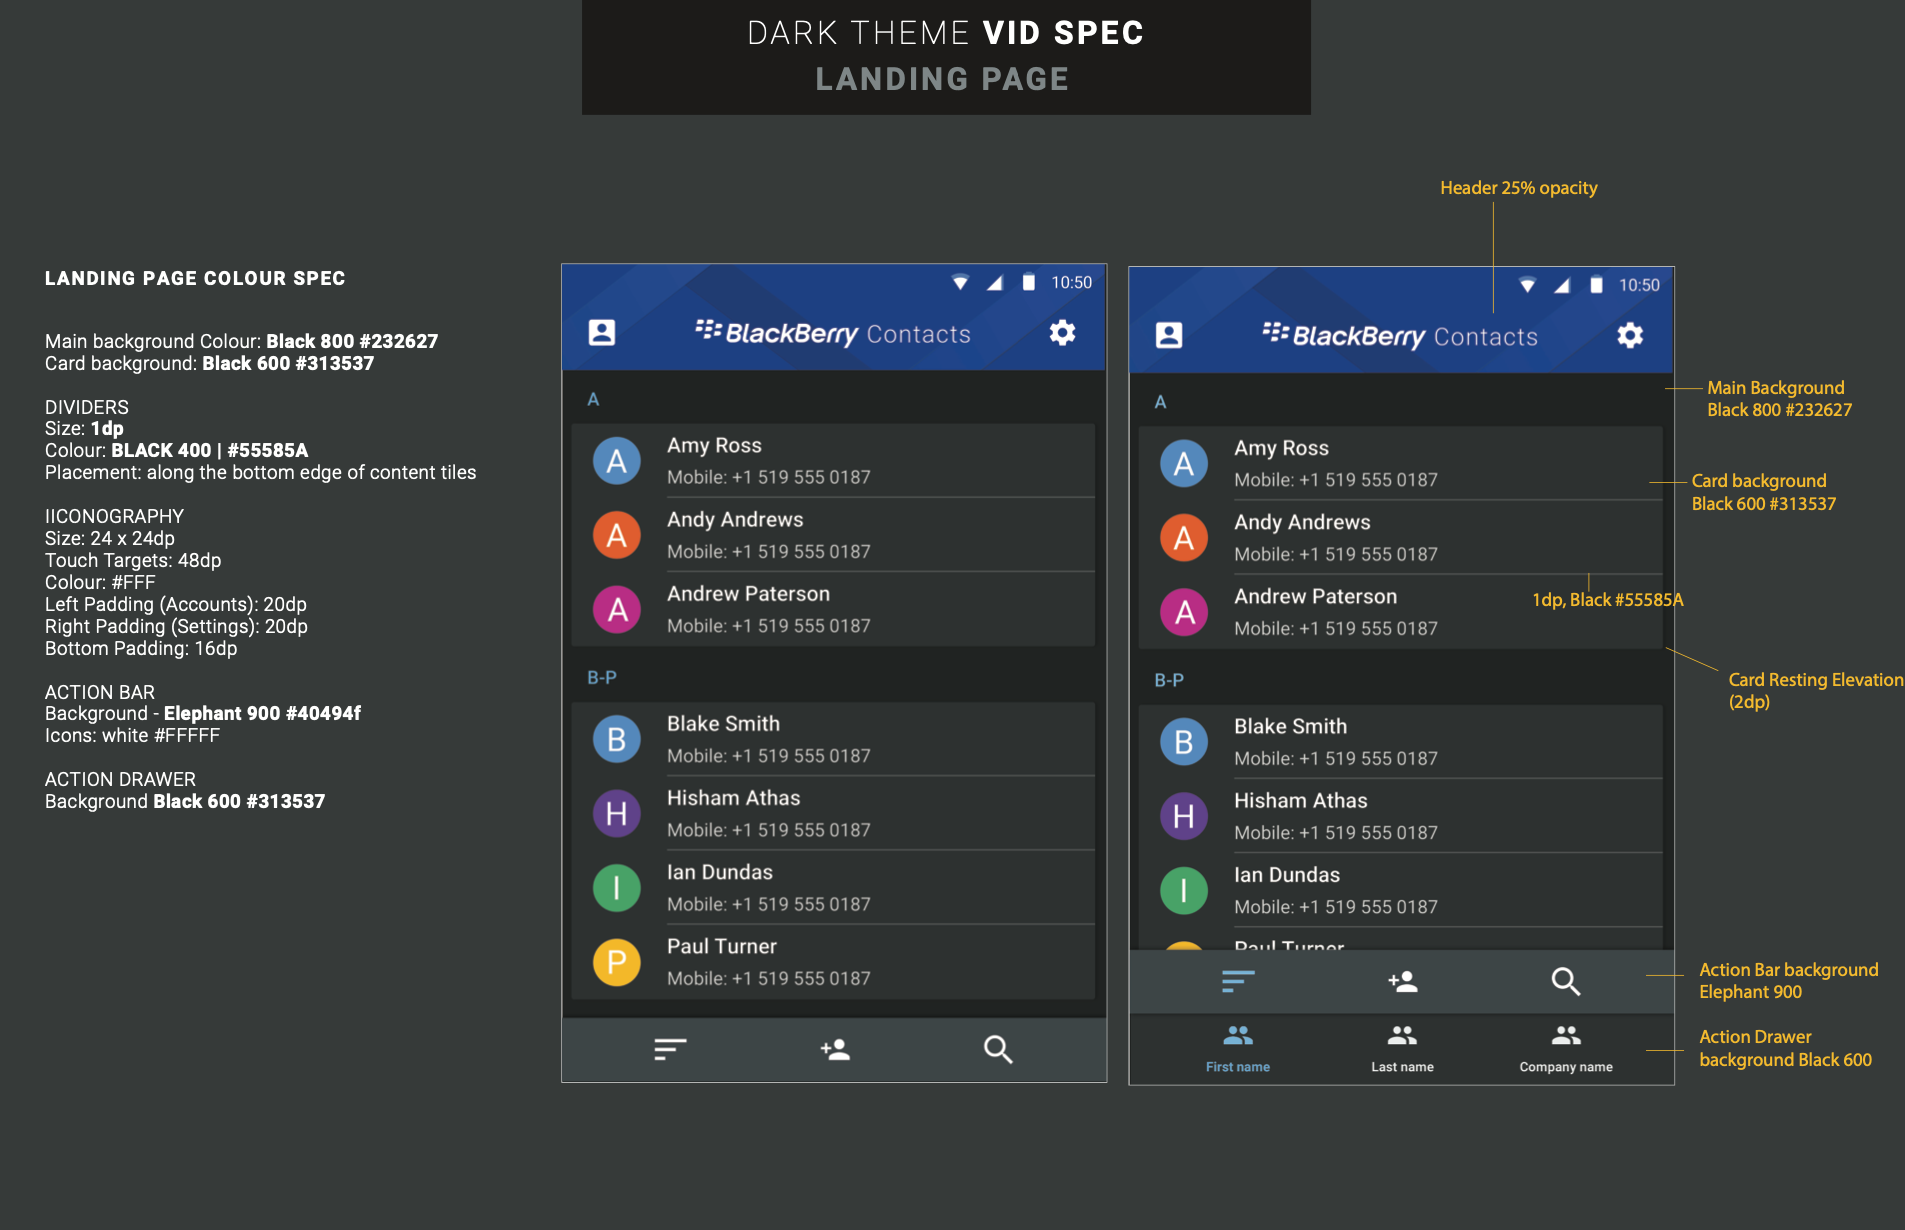 DARK THEME VID SPEC
LANDING PAGE
LANDING PAGE COLOUR SPEC
Main background Colour: Black 800 #232627
Card background: Black 600 #313537
DIVIDERS
Size: 1dp
Colour: BLACK 400 | #55585A
Placement: along the bottom edge of content tiles
IICONOGRAPHY
Size: 24 x 24dp
Touch Targets: 48dp
Colour: #FFF
Left Padding (Accounts): 20dp
Right Padding (Settings): 20dp
Bottom Padding: 16dp
ACTION BAR
Background - Elephant 900 #40494f
Icons: white #FFFFF
ACTION DRAWER
Background Black 600 #313537
10:50
BlackBerry Contacts
A
A
Amy Ross
Mobile: +1 519 555 0187
A
Andy Andrews
Mobile: +1 519 555 0187
A
Andrew Paterson
Mobile: +1 519 555 0187
B-P
B
Blake Smith
Mobile: +1 519 555 0187
H
Hisham Athas
Mobile: +1 519 555 0187
I
Ian Dundas
Mobile: +1 519 555 0187
P
Paul Turner
Mobile: +1 519 555 0187
Header 25% opacity
10:50
BlackBerry Contacts
A
A
Amy Ross
Mobile: +1 519 555 0187
A
Andy Andrews
Mobile: +1 519 555 0187
A
Andrew Paterson
Mobile: +1 519 555 0187
B-P
B
Blake Smith
Mobile: +1 519 555 0187
H
Hisham Athas
Mobile: +1 519 555 0187
I
Ian Dundas
Mobile: +1 519 555 0187
Paul Turner
First name
Last name
Company name
Main Background
Black 800 #232627
Card background
Black 600 #313537
1dp, Black #55585A
Card Resting Elevation
(2dp)
Action Bar background
Elephant 900
Action Drawer
background Black 600